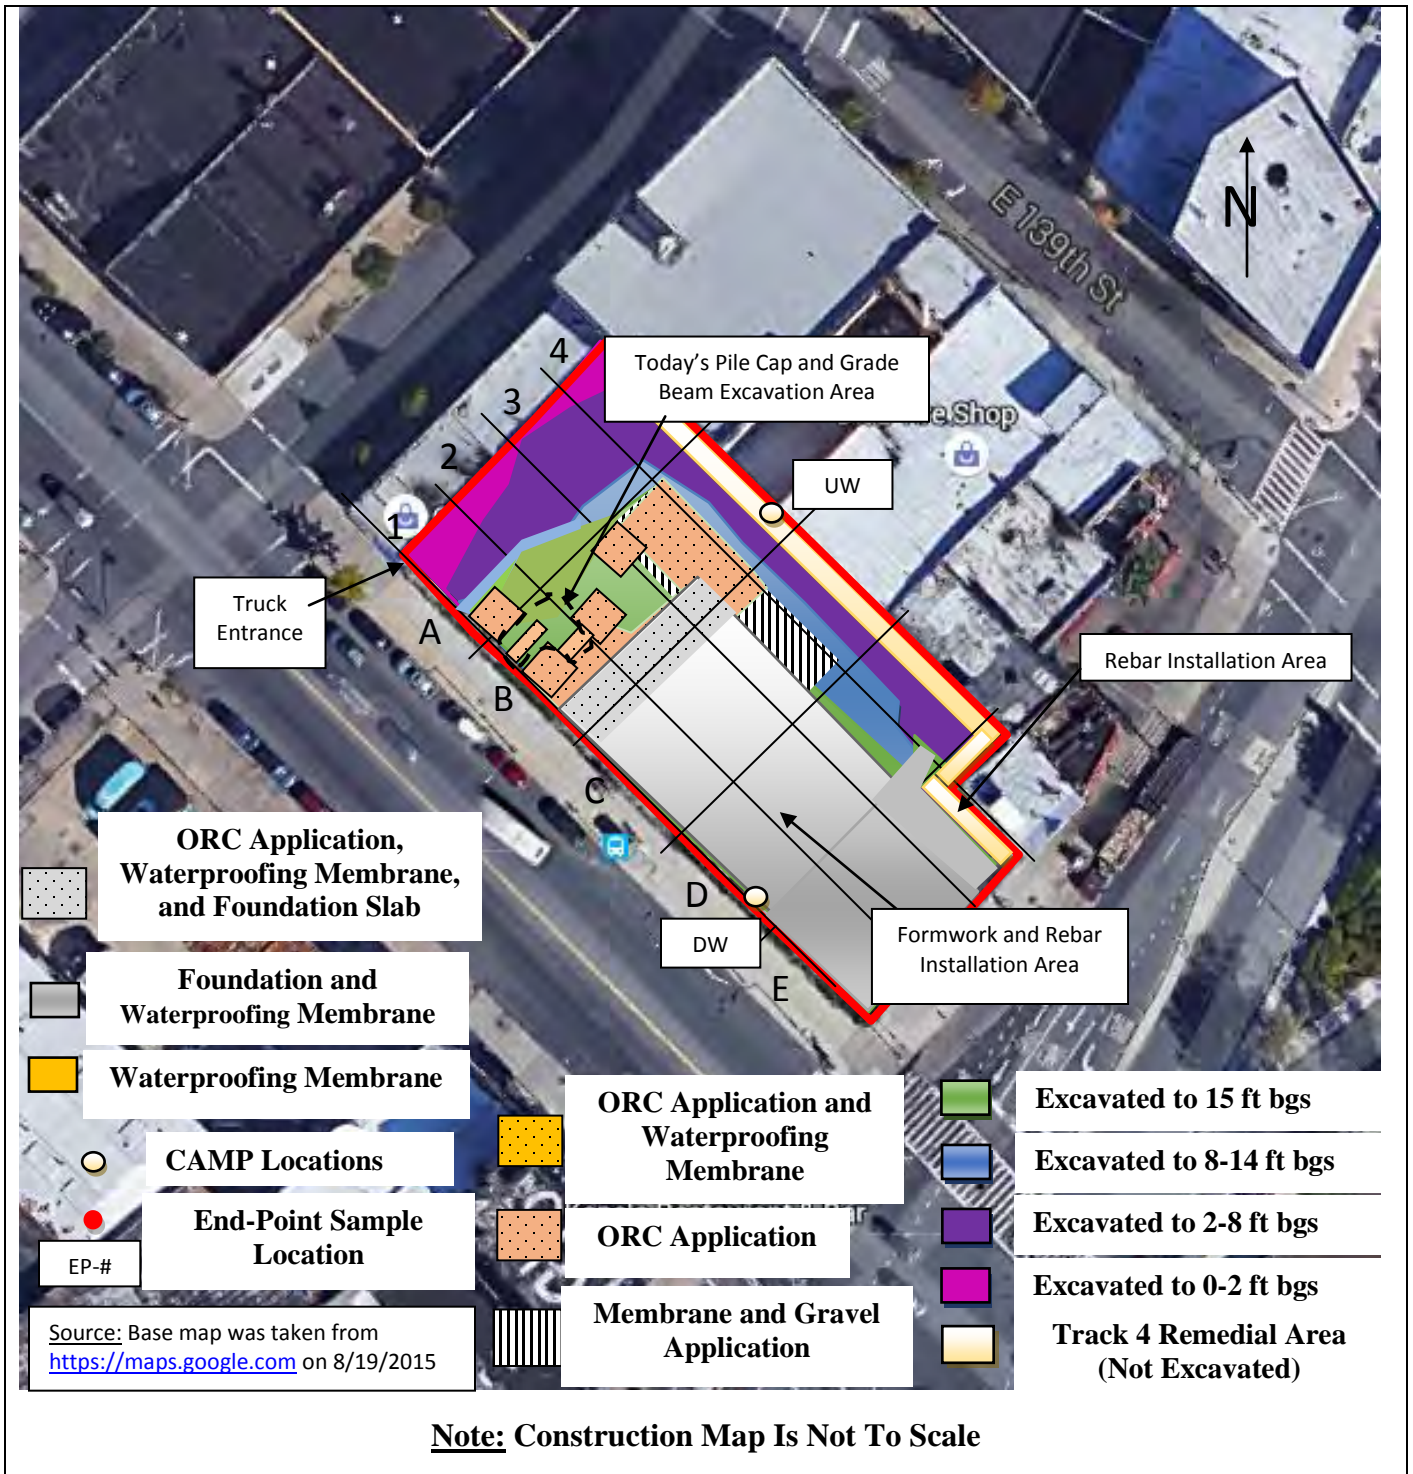 E 139th St
N
4
Today's Pile Cap and Grade
Beam Excavation Area
3
re Shop
2
UW
1
Truck
Entrance
A
Rebar Installation Area
B
C
ORC Application,
Waterproofing Membrane,
and Foundation Slab
D
DW
Formwork and Rebar
Installation Area
E
Foundation and
Waterproofing Membrane
Waterproofing Membrane
CAMP Locations
End-Point Sample
Location
EP-#
Source: Base map was taken from
https://maps.google.com on 8/19/2015
ORC Application and
Waterproofing
Membrane
ORC Application
Membrane and Gravel
Application
Excavated to 15 ft bgs
Excavated to 8-14 ft bgs
Excavated to 2-8 ft bgs
Excavated to 0-2 ft bgs
Track 4 Remedial Area
(Not Excavated)
Note: Construction Map Is Not To Scale